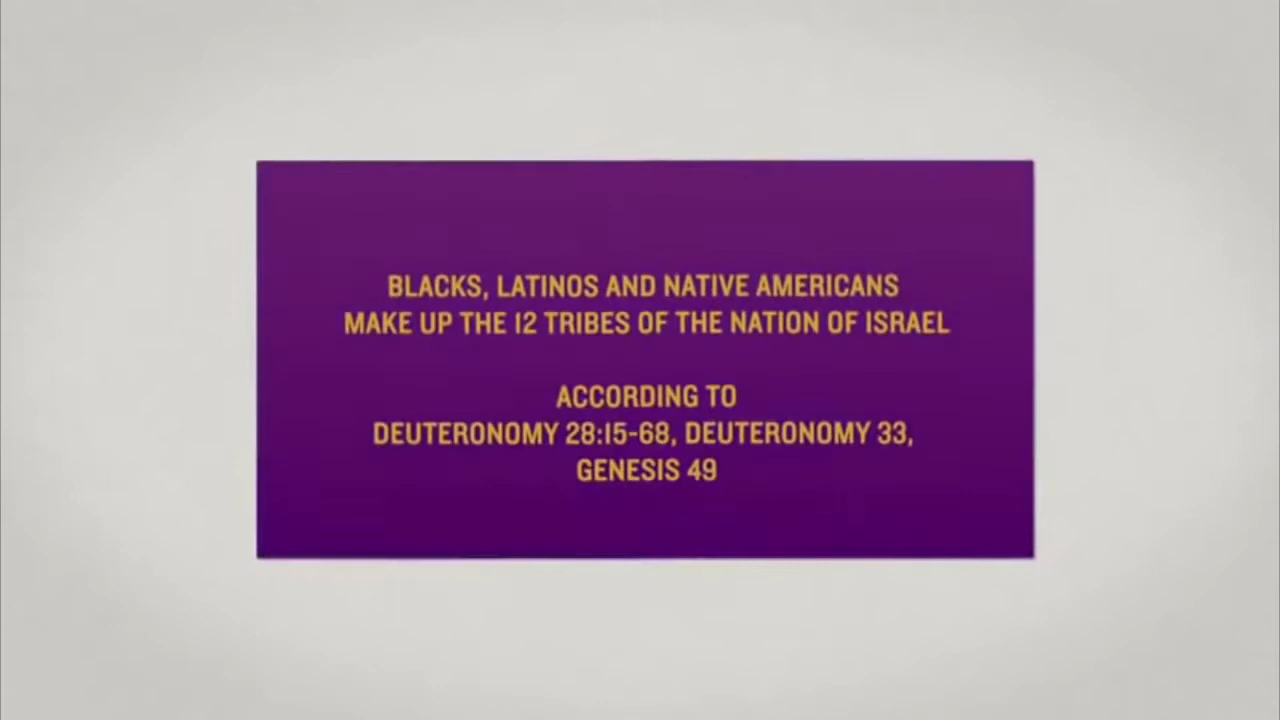 BLACKS, LATINOS AND NATIVE AMERICANS
MAKE UP THE 12 TRIBES OF THE NATION OF ISRAEL
ACCORDING TO
DEUTERONOMY 28:15-68, DEUTERONOMY 33,
GENESIS 49